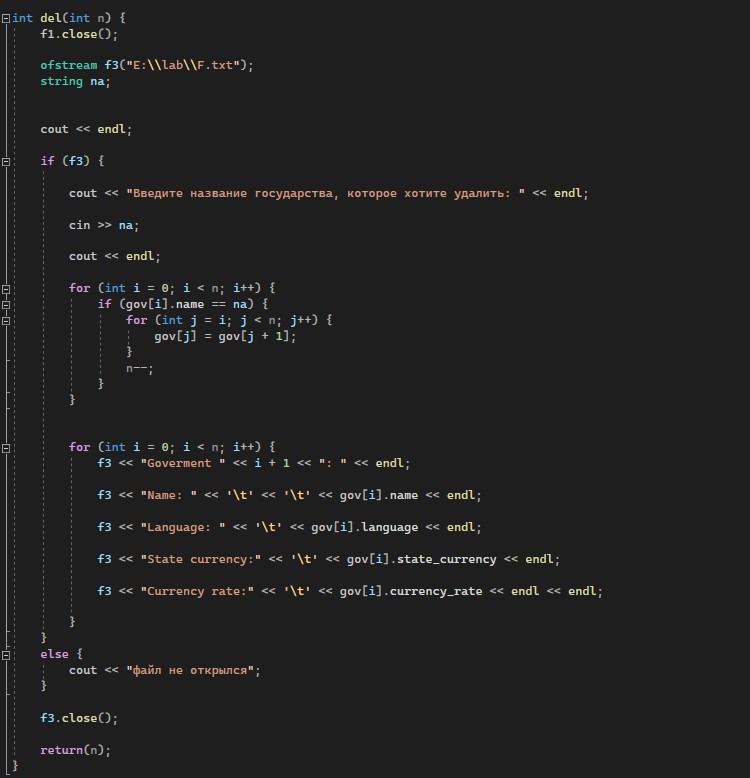 int del(int n) {
f1.close();
ofstream f3("E:\\lab\\F.txt");
string na;
cout << endl;
if (f3) {
cout << "Введите название государства, которое хотите удалить: " << endl;
cin >> na;
cout << endl;
for (int i = 0; i < n; i++) {
if (gov[i].name == na) {
for (int j = i; j < n; j++) {
gov[j] = gov[j + 1];
}
n--;
}
}
for (int i = 0; i < n; i++) {
f3 << "Goverment " << i + 1 << ": " << endl;
f3 << "Name: " << '\t' << '\t' << gov[i].name << endl;
f3 << "Language: " << '\t' << gov[i].language << endl;
f3 << "State currency:" << '\t' << gov[i].state_currency << endl;
f3 << "Currency rate:" << '\t' << gov[i].currency_rate << endl << endl;
}
}
else {
cout << "файл не открылся";
}
f3.close();
return(n);
}